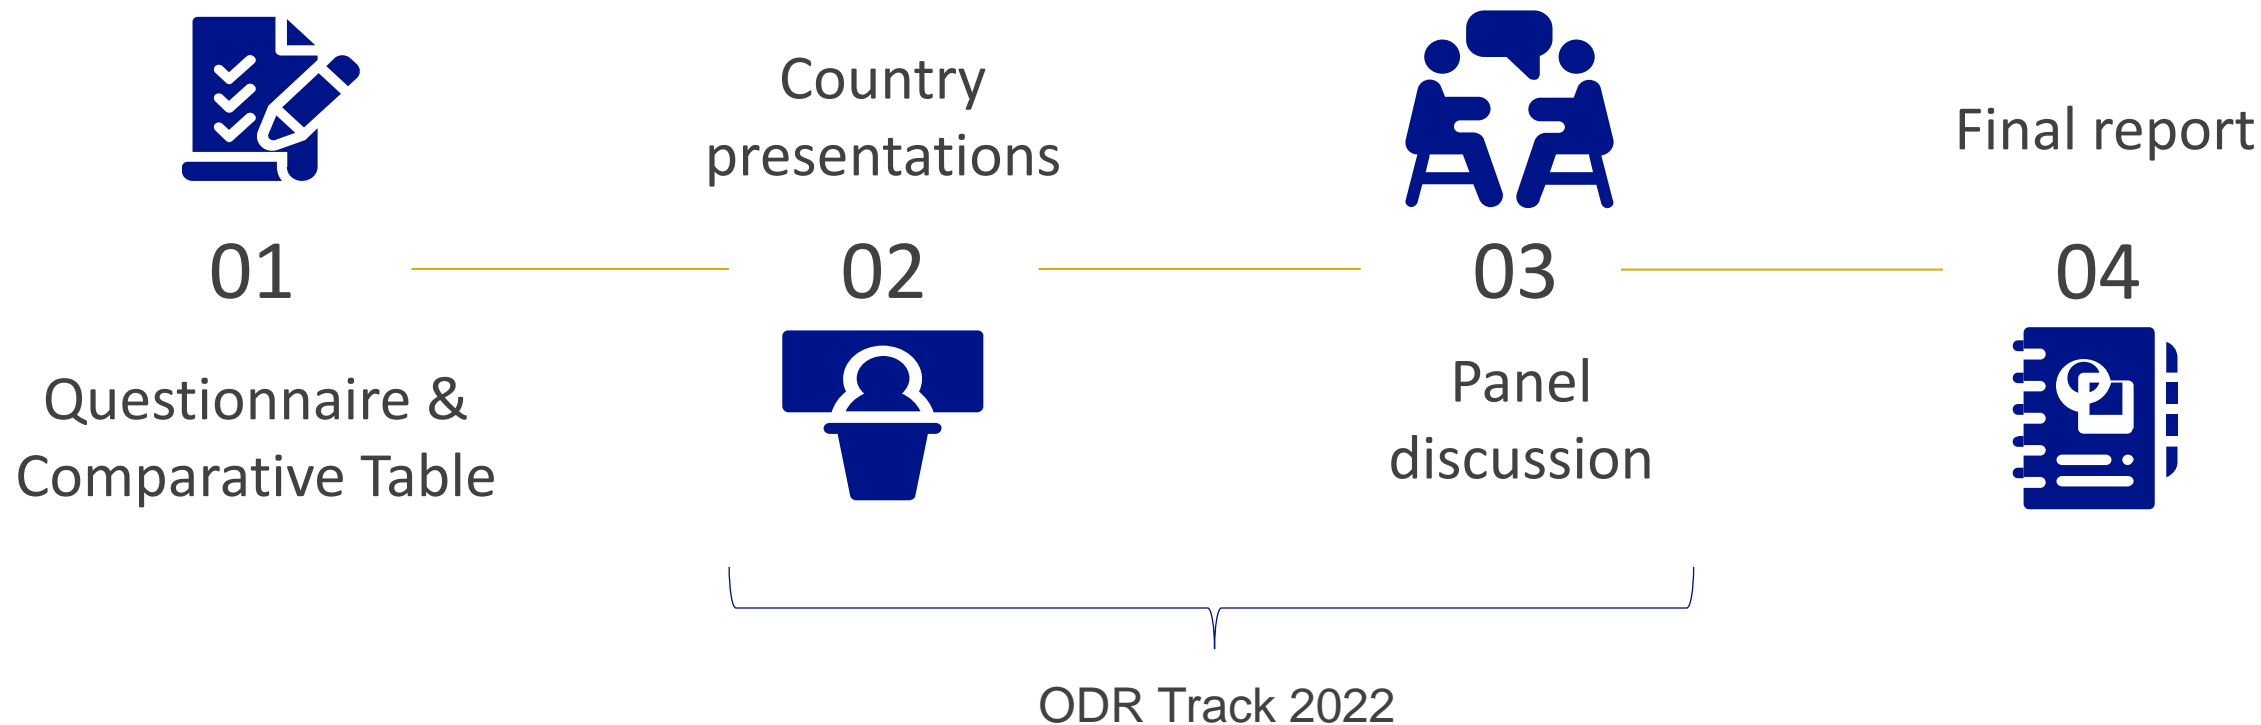 01
Questionnaire &
Comparative Table
Country
presentations
02
03
Panel
discussion
Final report
04
ODR Track 2022